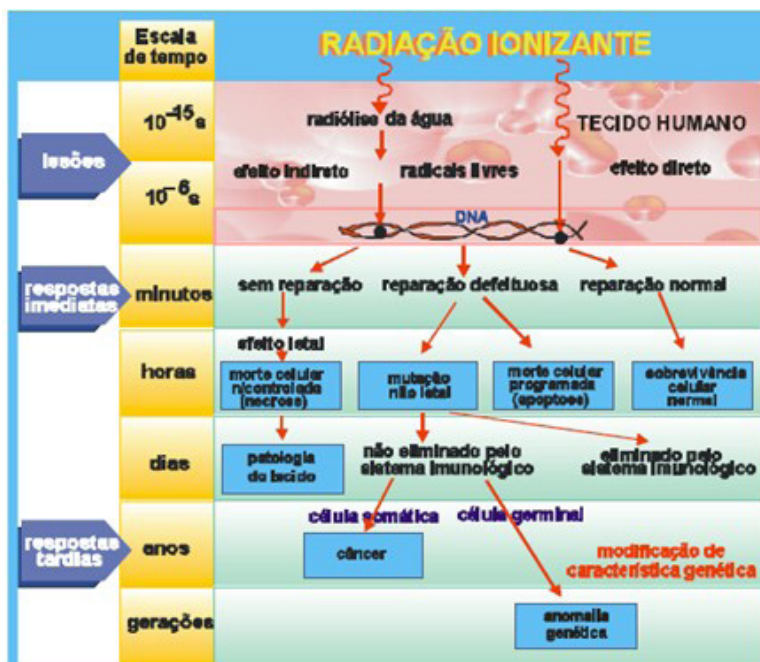 Escala
de tempo
RADIAÇÃO IONIZANTE
10⁻¹⁵s
radiólise da água
TECIDO HUMANO
lesões
efeito indireto
radicais livres
efeito direto
10⁻⁶s
DNA
respostas
imediatas
minutos
sem reparação
reparação defeituosa
reparação normal
horas
efeito letal
morte celular
n/controlada
(necrose)
mutação
não letal
morte celular
programada
(apoptose)
sobrevivência
celular
normal
dias
patologia
do tecido
não eliminado pelo
sistema imunológico
eliminado pelo
sistema imunológico
célula somática
célula germinal
respostas
tardias
anos
câncer
modificação de
característica genética
gerações
anomalia
genética